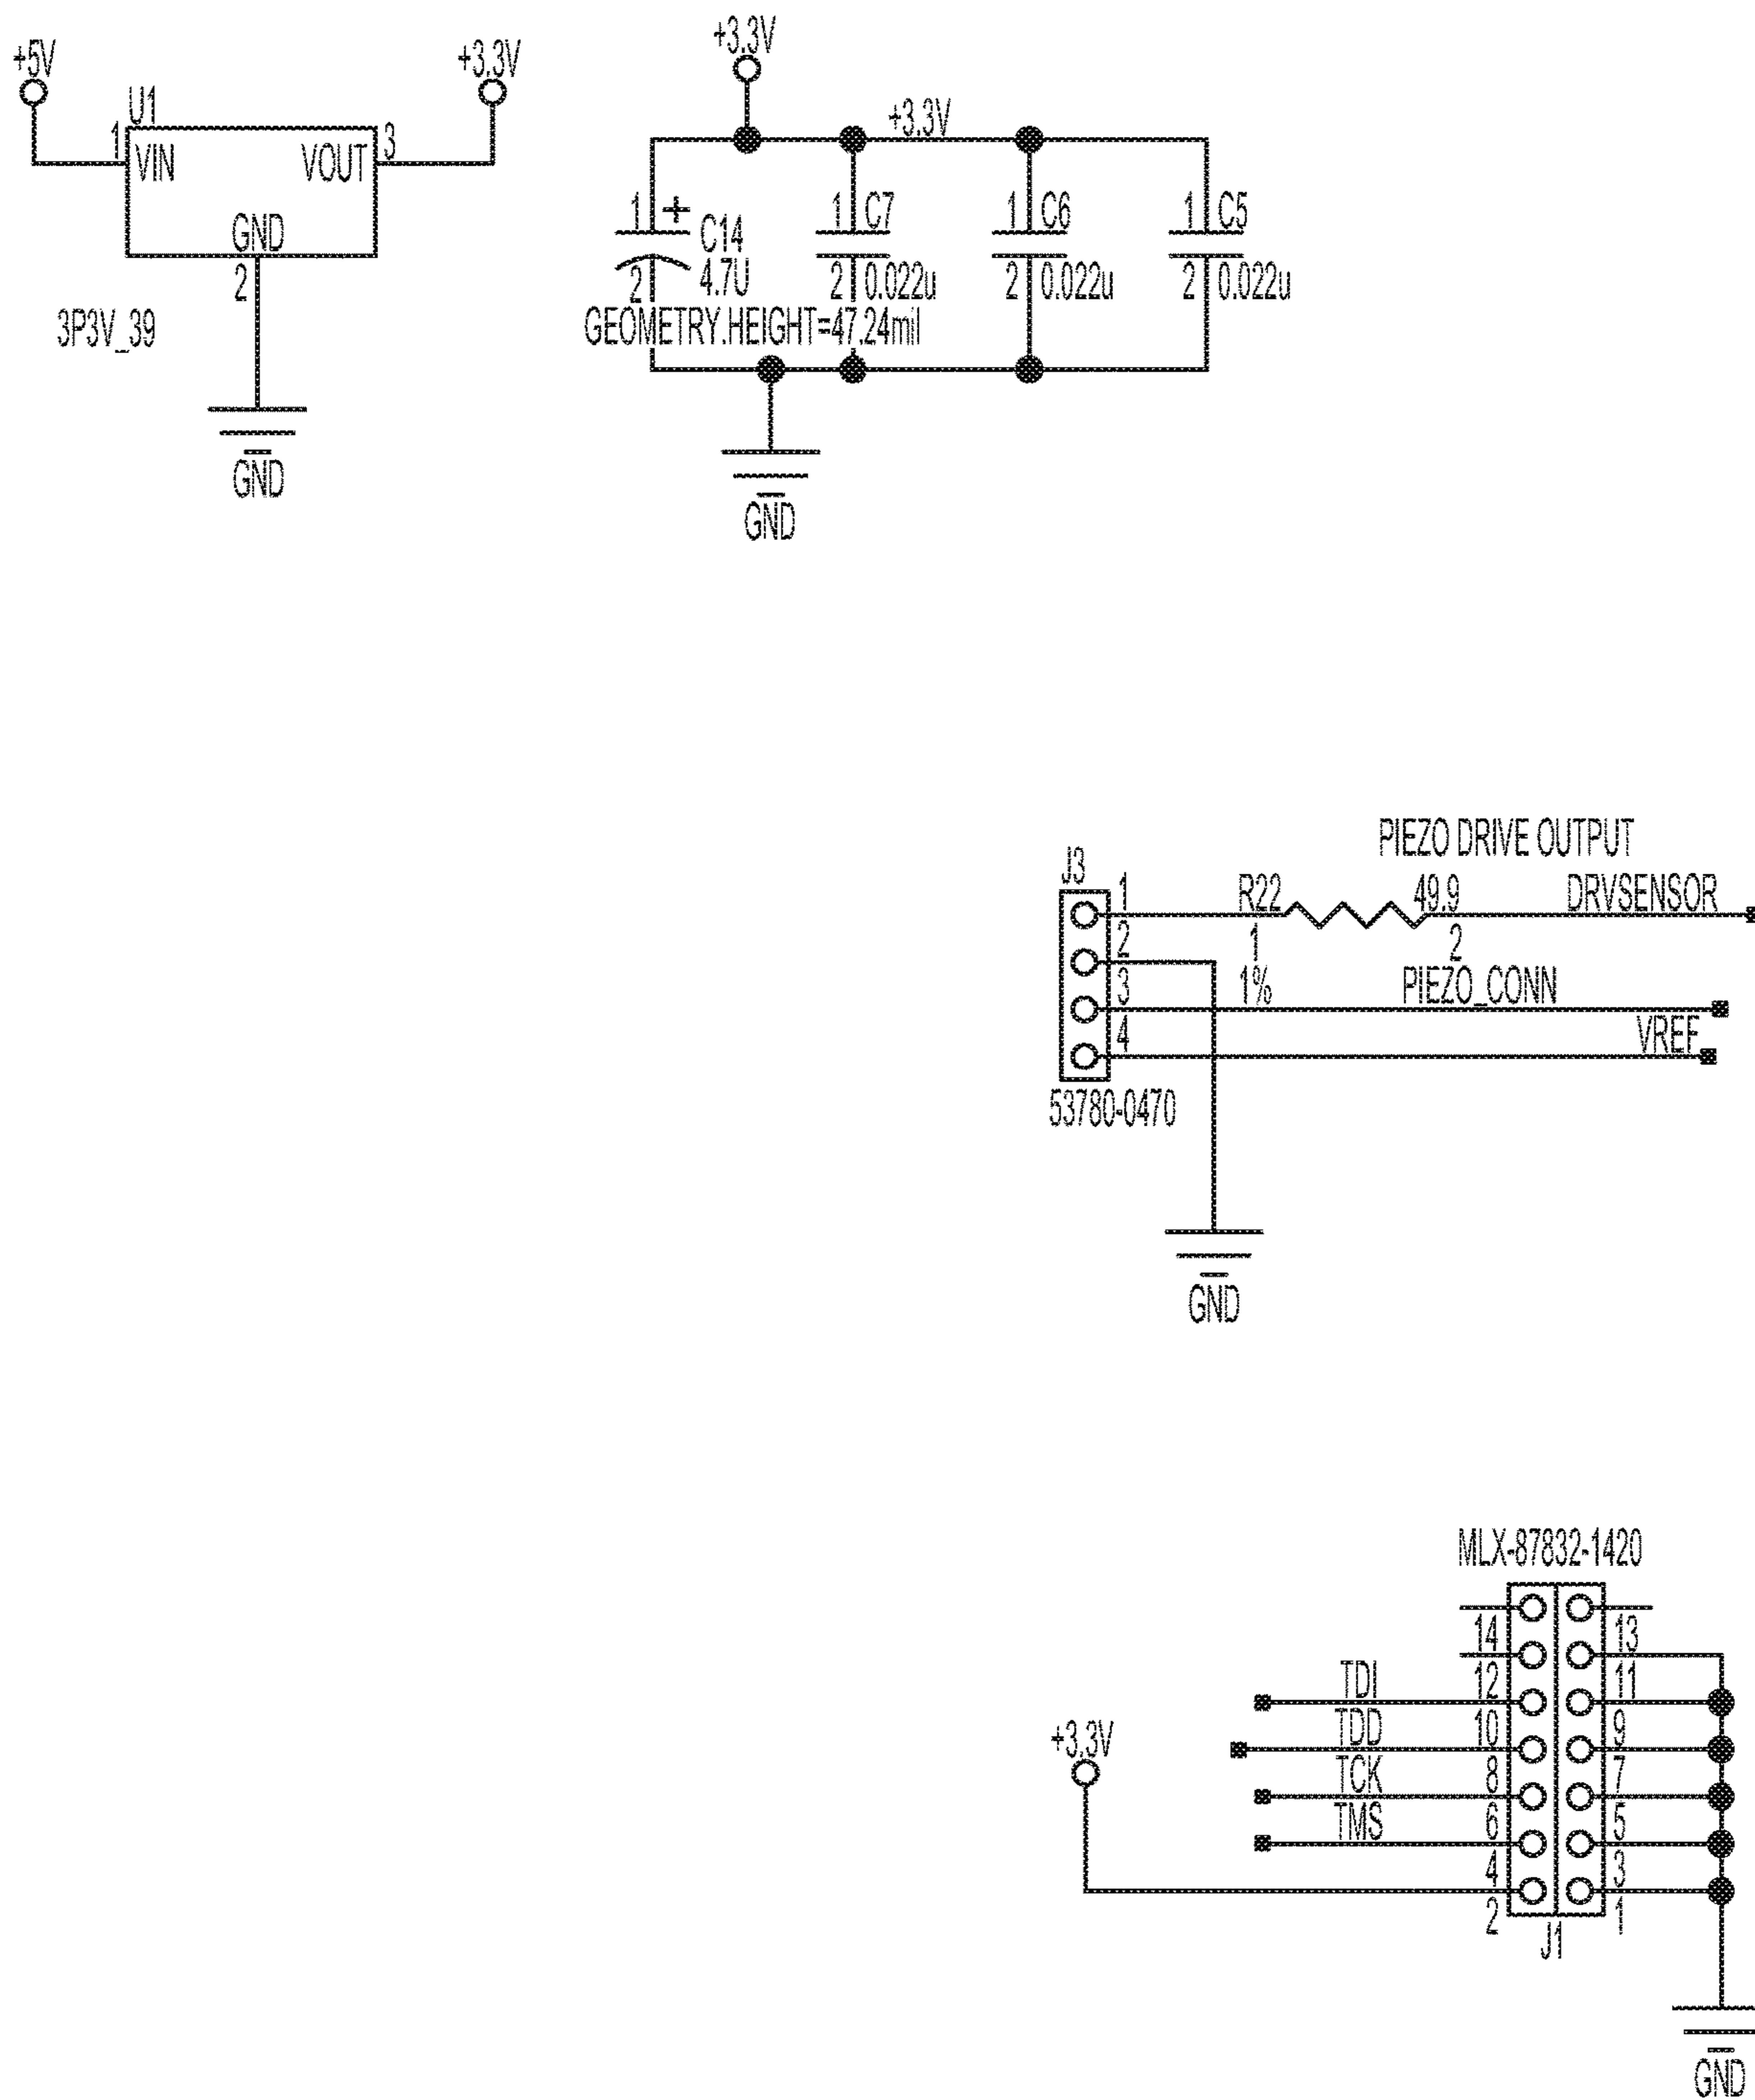 +5V
+3.3V
U1
1
VIN
VOUT
3
GND
2
3P3V_39
GND
+3.3V
+3.3V
1
+
C14
2
4.7U
1
C7
2
0.022u
1
C6
2
0.022u
1
C5
2
0.022u
GEOMETRY.HEIGHT=47.24mil
GND
PIEZO DRIVE OUTPUT
J3
1
R22
49.9
DRVSENSOR
2
1
2
3
1%
PIEZO_CONN
4
VREF
53780-0470
GND
MLX-87832-1420
14
13
TDI
12
11
TDD
10
9
+3.3V
TCK
8
7
TMS
6
5
4
3
2
1
J1
GND